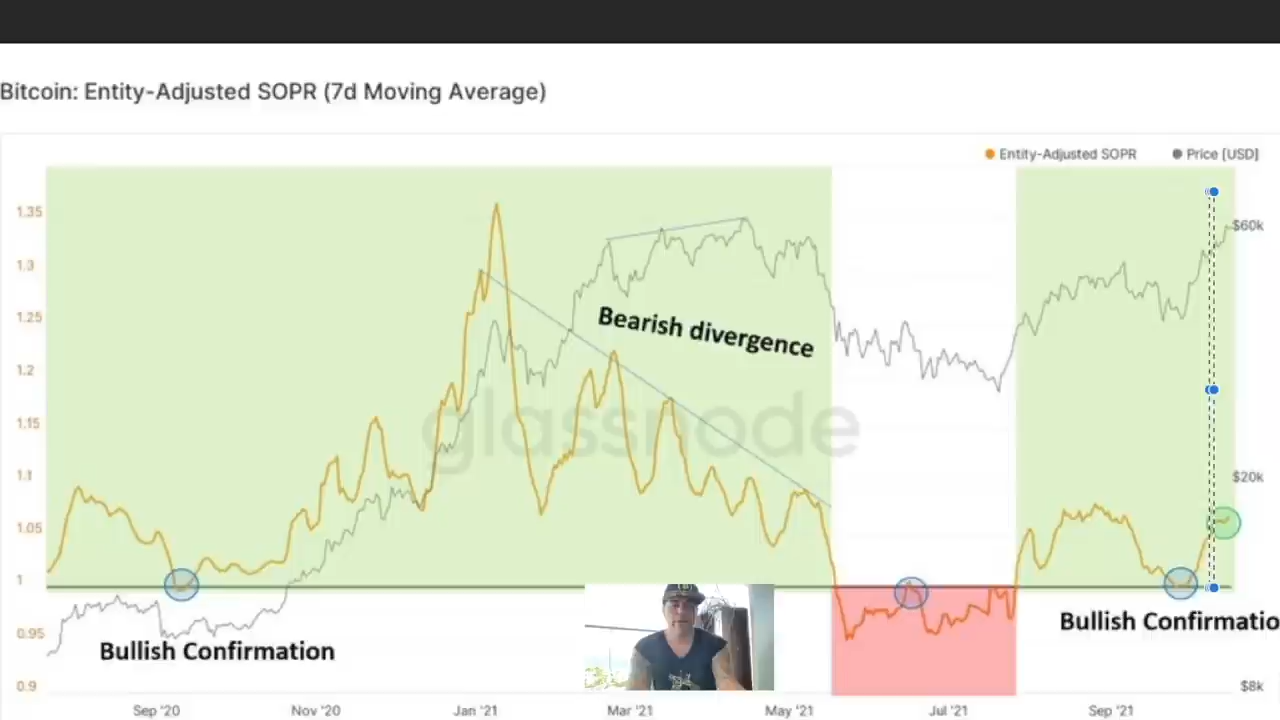 Bitcoin: Entity-Adjusted SOPR (7d Moving Average)
Entity-Adjusted SOPR
Price [USD]
1.35
1.3
1.25
1.2
1.15
1.1
1.05
1
0.95
0.9
$60k
$20k
$8k
Bearish divergence
glassnode
Bullish Confirmation
Bullish Confirmatio
Sep '20
Nov '20
Jan '21
Mar '21
May '21
Jul '21
Sep '21